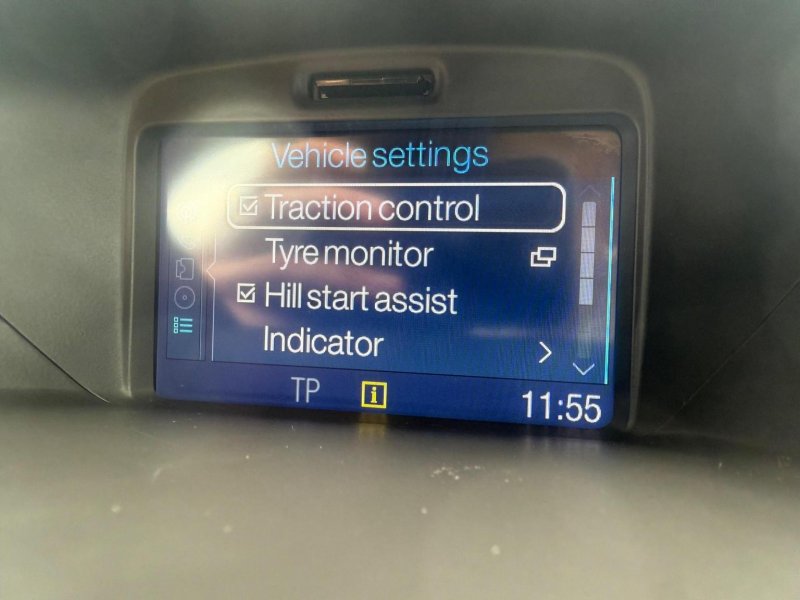 Vehicle settings
Traction control
Tyre monitor
Hill start assist
Indicator
TP
i
11:55